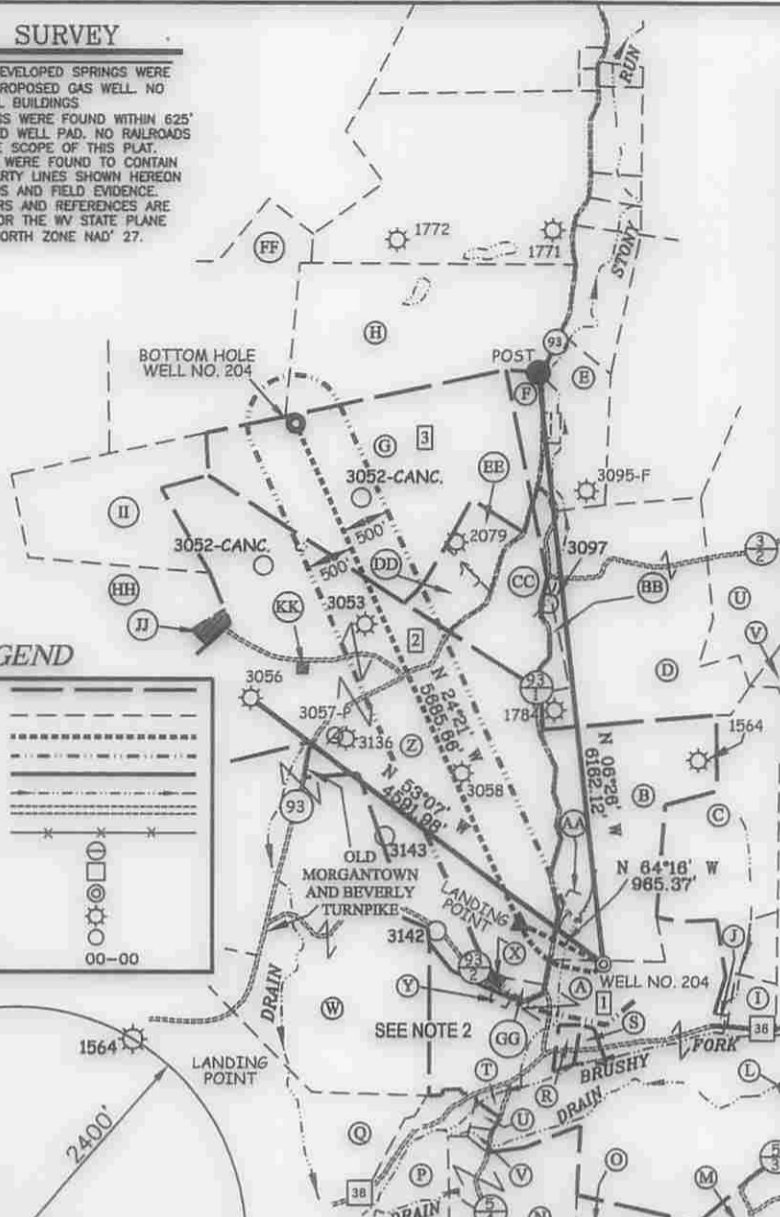 SURVEY
EVELOPED SPRINGS WERE
ROPOSED GAS WELL. NO
BUILDINGS
SS WERE FOUND WITHIN 625'
D WELL PAD. NO RAILROADS
E SCOPE OF THIS PLAT.
WERE FOUND TO CONTAIN
RTY LINES SHOWN HEREON
S AND FIELD EVIDENCE.
RS AND REFERENCES ARE
OR THE WV STATE PLANE
ORTH ZONE NAD' 27.
RUN
STONY
FF
1772
1771
H
93
BOTTOM HOLE
WELL NO. 204
POST
F
E
G
3
EE
3052-CANC.
3095-F
II
500'
2079
3052-CANC.
500'
DD
3097
3
2
HH
CC
BB
U
JJ
KK
3053
2
V
GEND
93
1
D
3056
1784
N 24°21' W
5685.66'
N 06°26' W
6162.12'
1564
3057-P
3136
Z
3058
B
C
N 53°07' W
4591.98'
93
AA
3143
OLD
MORGANTOWN
AND BEVERLY
TURNPIKE
N 64°16' W
965.37'
LANDING
POINT
3142
J
00-00
93
2
X
WELL NO. 204
Y
A
1
I
DRAIN
W
SEE NOTE 2
GG
S
38
FORK
1564
LANDING
POINT
BRUSHY
T
R
L
DRAIN
U
2400'
Q
V
P
O
M
38
DRAIN
N